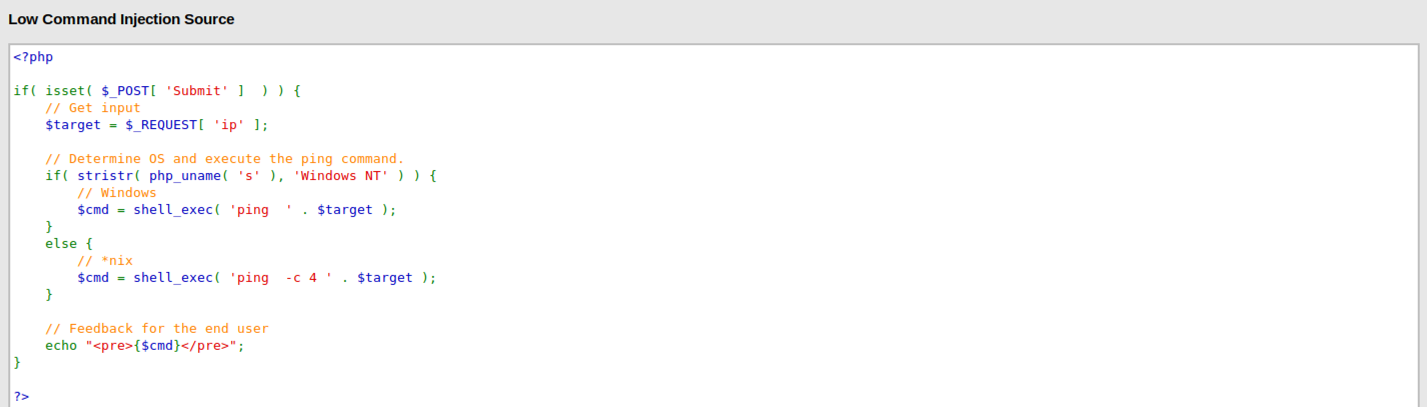 Low Command Injection Source
<?php
if( isset( $_POST[ 'Submit' ]  ) ) {
    // Get input
    $target = $_REQUEST[ 'ip' ];
    // Determine OS and execute the ping command.
    if( stristr( php_uname( 's' ), 'Windows NT' ) ) {
        // Windows
        $cmd = shell_exec( 'ping  ' . $target );
    }
    else {
        // *nix
        $cmd = shell_exec( 'ping  -c 4 ' . $target );
    }
    // Feedback for the end user
    echo "<pre>{$cmd}</pre>";
}
?>